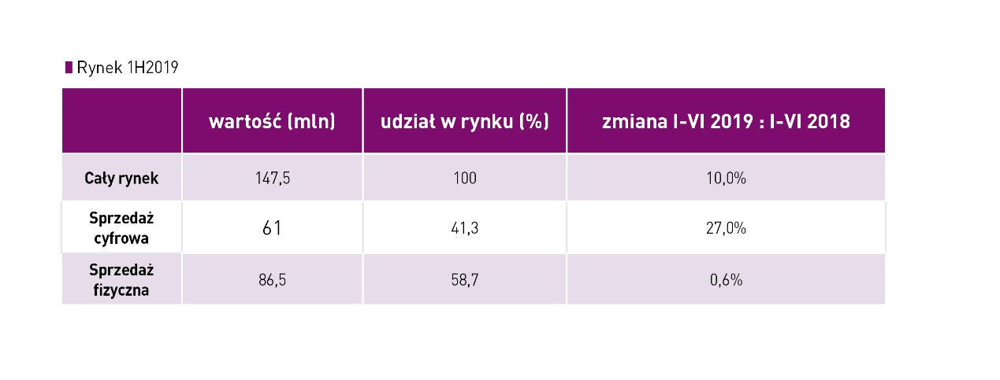 Rynek 1H2019
wartość (mln) udział w rynku (%) zmiana I-VI 2019 : I-VI 2018
Cały rynek 147,5 100 10,0%
Sprzedaż
cyfrowa 61 41,3 27,0%
Sprzedaż
fizyczna 86,5 58,7 0,6%